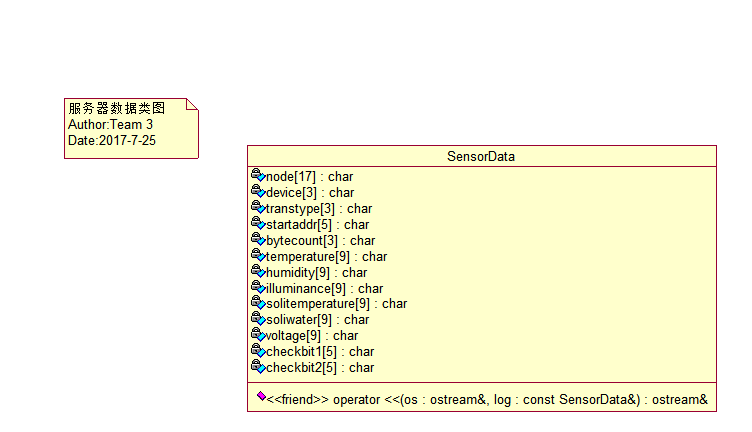 服务器数据类图
Author:Team 3
Date:2017-7-25
SensorData
node[17] : char
device[3] : char
transtype[3] : char
startaddr[5] : char
bytecount[3] : char
temperature[9] : char
humidity[9] : char
illuminance[9] : char
solitemperature[9] : char
soliwater[9] : char
voltage[9] : char
checkbit1[5] : char
checkbit2[5] : char
<<friend>> operator <<(os : ostream&, log : const SensorData&) : ostream&